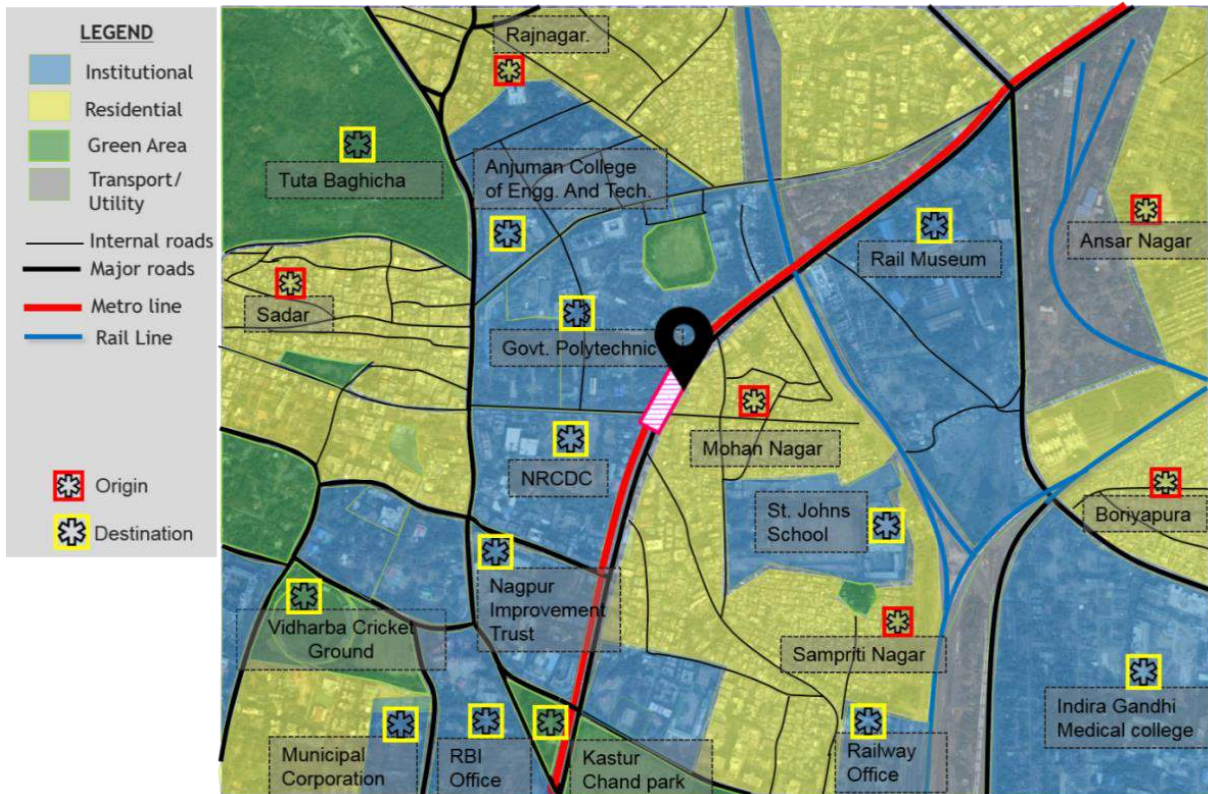 LEGEND
Institutional
Residential
Green Area
Transport/
Utility
Internal roads
Major roads
Metro line
Rail Line
Origin
Destination
Rajnagar.
Tuta Baghicha
Anjuman College
of Engg. And Tech.
Rail Museum
Ansar Nagar
Sadar
Govt. Polytechnic
Mohan Nagar
NRCDC
St. Johns
School
Boriyapura
Nagpur
Improvement
Trust
Vidharba Cricket
Ground
Sampriti Nagar
Indira Gandhi
Medical college
Municipal
Corporation
RBI
Office
Kastur
Chand park
Railway
Office